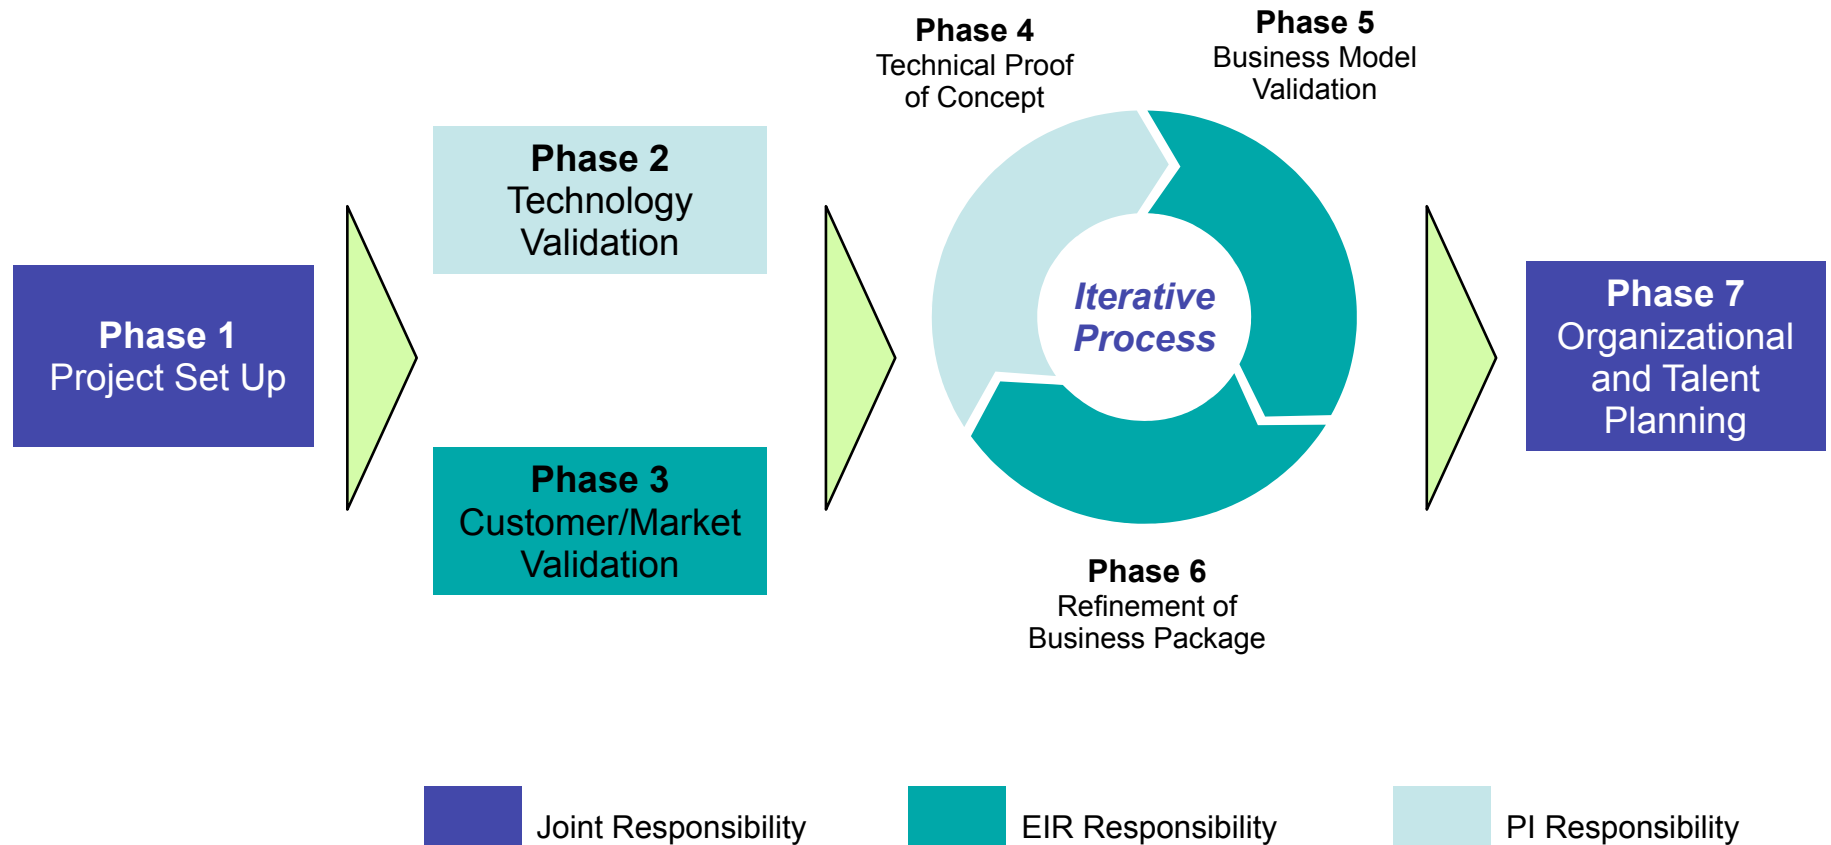 Phase 1
Project Set Up
Phase 2
Technology
Validation
Phase 3
Customer/Market
Validation
Phase 4
Technical Proof
of Concept
Phase 5
Business Model
Validation
Iterative
Process
Phase 6
Refinement of
Business Package
Phase 7
Organizational
and Talent
Planning
Joint Responsibility
EIR Responsibility
PI Responsibility